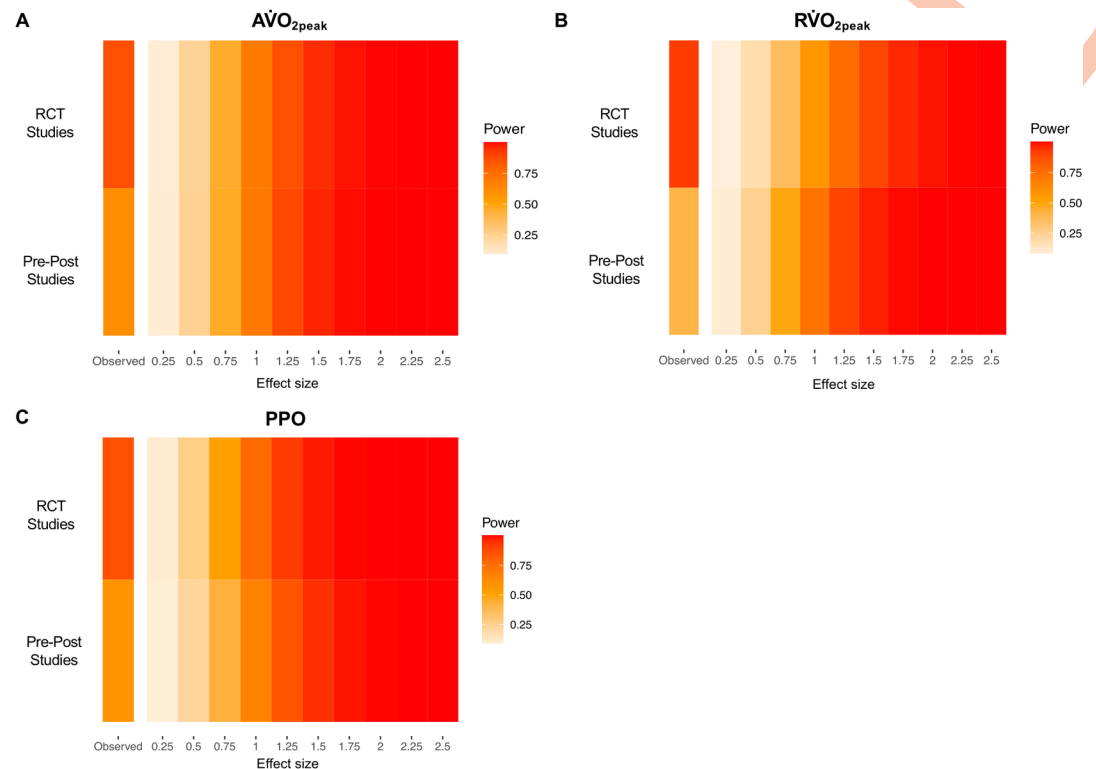 A
AV̇O2peak
RCT
Studies
Pre-Post
Studies
Power
0.75
0.50
0.25
Observed 0.25 0.5 0.75 1 1.25 1.5 1.75 2 2.25 2.5
Effect size
B
RV̇O2peak
RCT
Studies
Pre-Post
Studies
Power
0.75
0.50
0.25
Observed 0.25 0.5 0.75 1 1.25 1.5 1.75 2 2.25 2.5
Effect size
C
PPO
RCT
Studies
Pre-Post
Studies
Power
0.75
0.50
0.25
Observed 0.25 0.5 0.75 1 1.25 1.5 1.75 2 2.25 2.5
Effect size